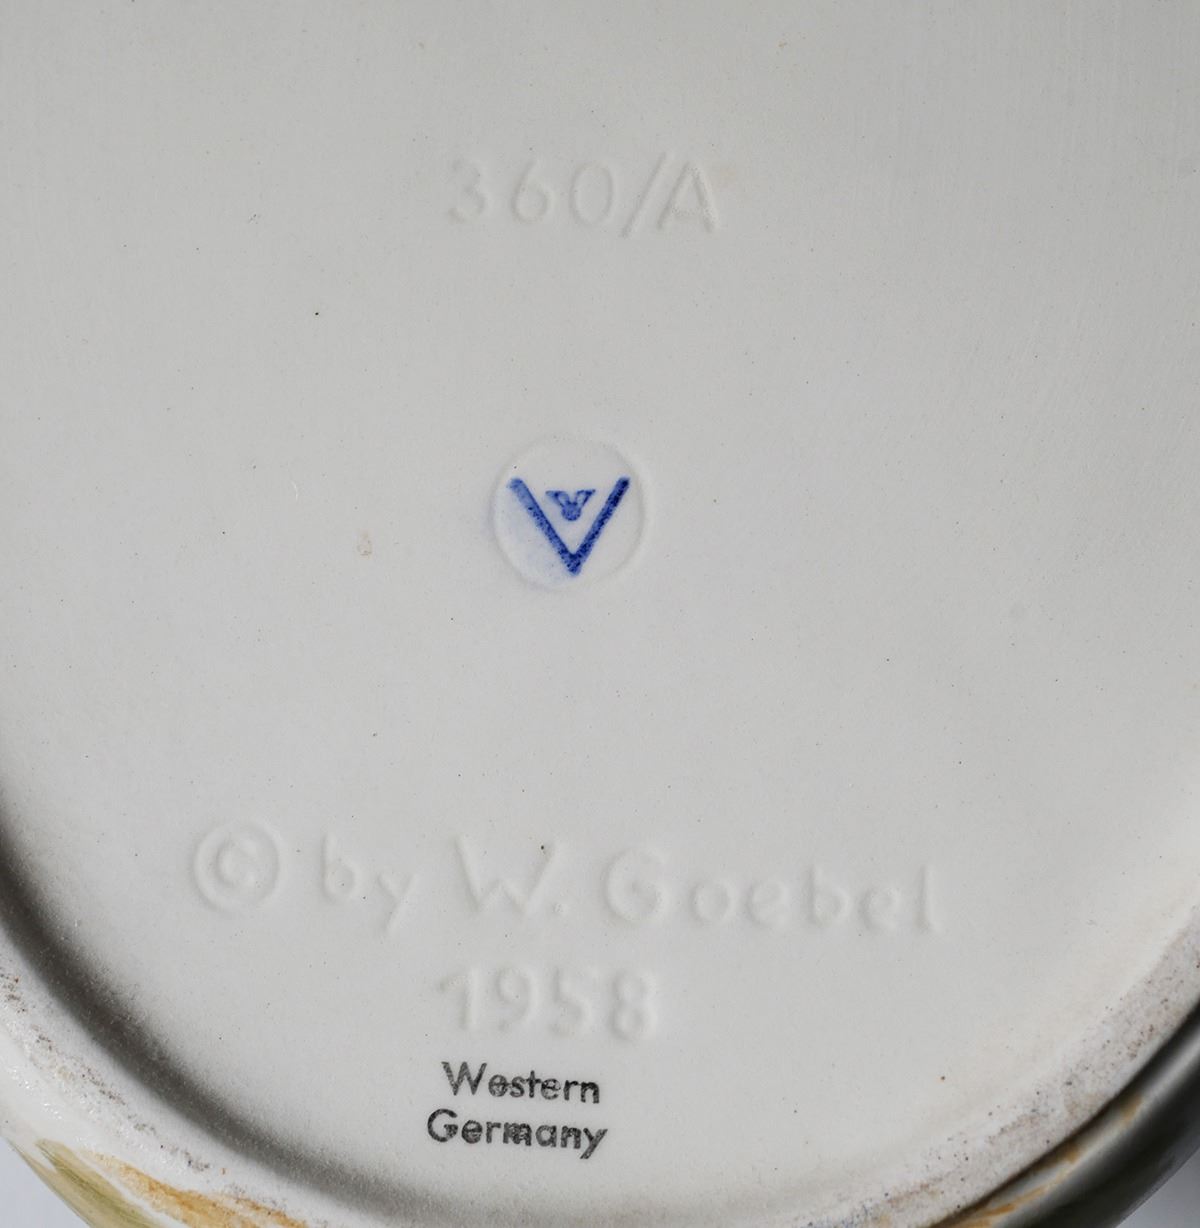 360/A
V
© by W. Goebel
1958
Western
Germany